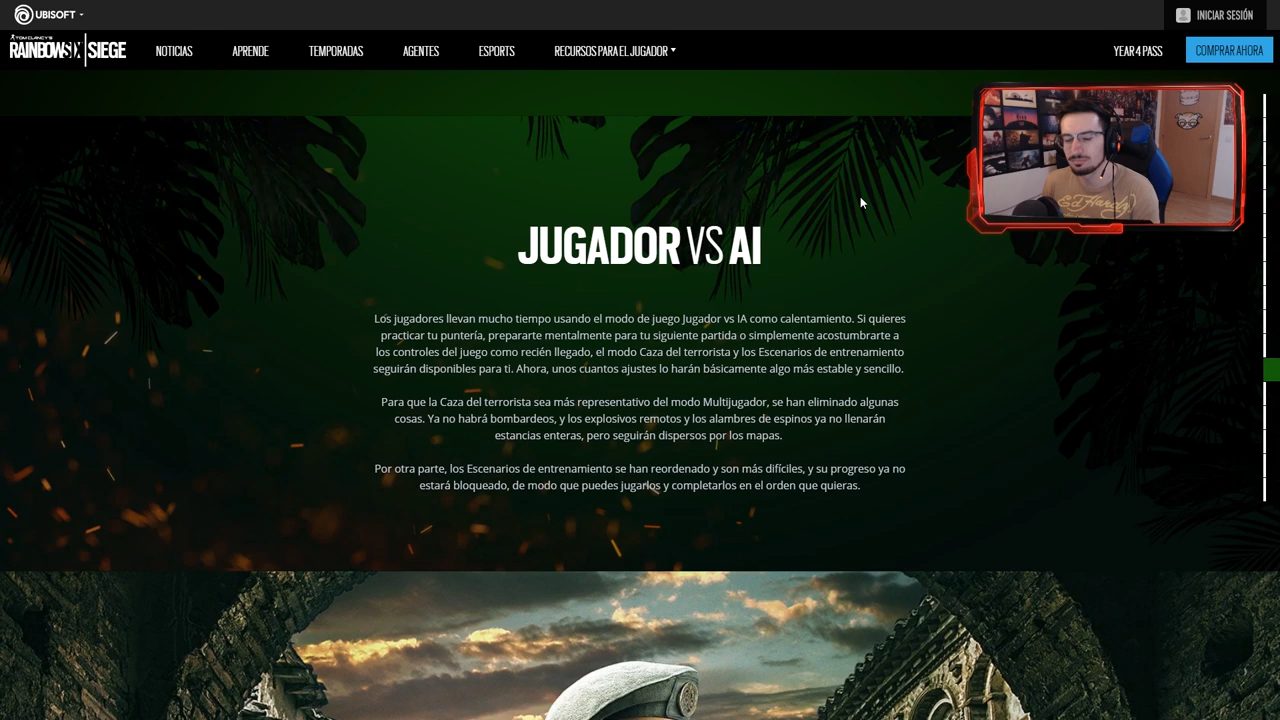 UBISOFT
INICIAR SESIÓN
TOM CLANCY'S
RAINBOWSIX SIEGE
NOTICIAS
APRENDE
TEMPORADAS
AGENTES
ESPORTS
RECURSOS PARA EL JUGADOR
YEAR 4 PASS
COMPRAR AHORA
Ed Hardy
JUGADOR VS AI
Los jugadores llevan mucho tiempo usando el modo de juego Jugador vs IA como calentamiento. Si quieres
practicar tu puntería, prepararte mentalmente para tu siguiente partida o simplemente acostumbrarte a
los controles del juego como recién llegado, el modo Caza del terrorista y los Escenarios de entrenamiento
seguirán disponibles para ti. Ahora, unos cuantos ajustes lo harán básicamente algo más estable y sencillo.
Para que la Caza del terrorista sea más representativo del modo Multijugador, se han eliminado algunas
cosas. Ya no habrá bombardeos, y los explosivos remotos y los alambres de espinos ya no llenarán
estancias enteras, pero seguirán dispersos por los mapas.
Por otra parte, los Escenarios de entrenamiento se han reordenado y son más difíciles, y su progreso ya no
estará bloqueado, de modo que puedes jugarlos y completarlos en el orden que quieras.